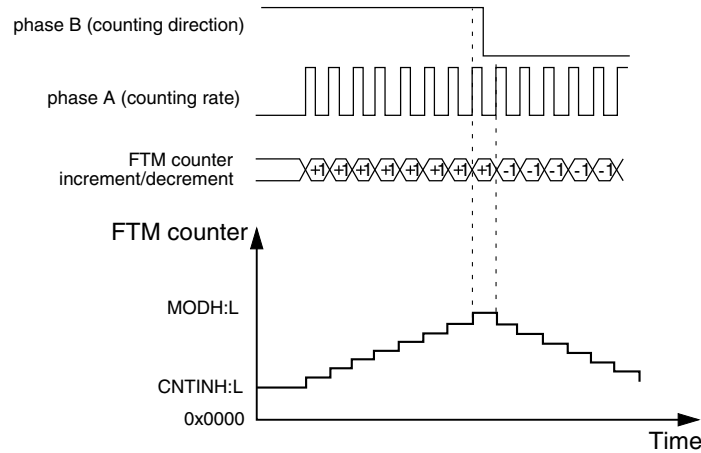 phase B (counting direction)
phase A (counting rate)
FTM counter
increment/decrement
+1 +1 +1 +1 +1 +1 +1 +1 -1 -1 -1 -1 -1
FTM counter
MODH:L
CNTINH:L
0x0000
Time